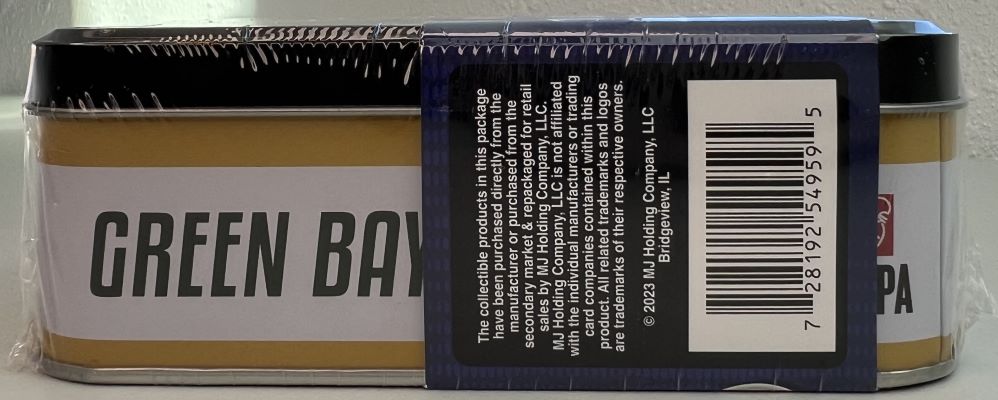 GREEN BAY
The collectible products in this package
have been purchased directly from the
manufacturer or purchased from the
secondary market & repackaged for retail
sales by MJ Holding Company, LLC.
MJ Holding Company, LLC is not affiliated
with the individual manufacturers or trading
card companies contained within this
product. All related trademarks and logos
are trademarks of their respective owners.
© 2023 MJ Holding Company, LLC
Bridgeview, IL
7 28192 54959 5
PA